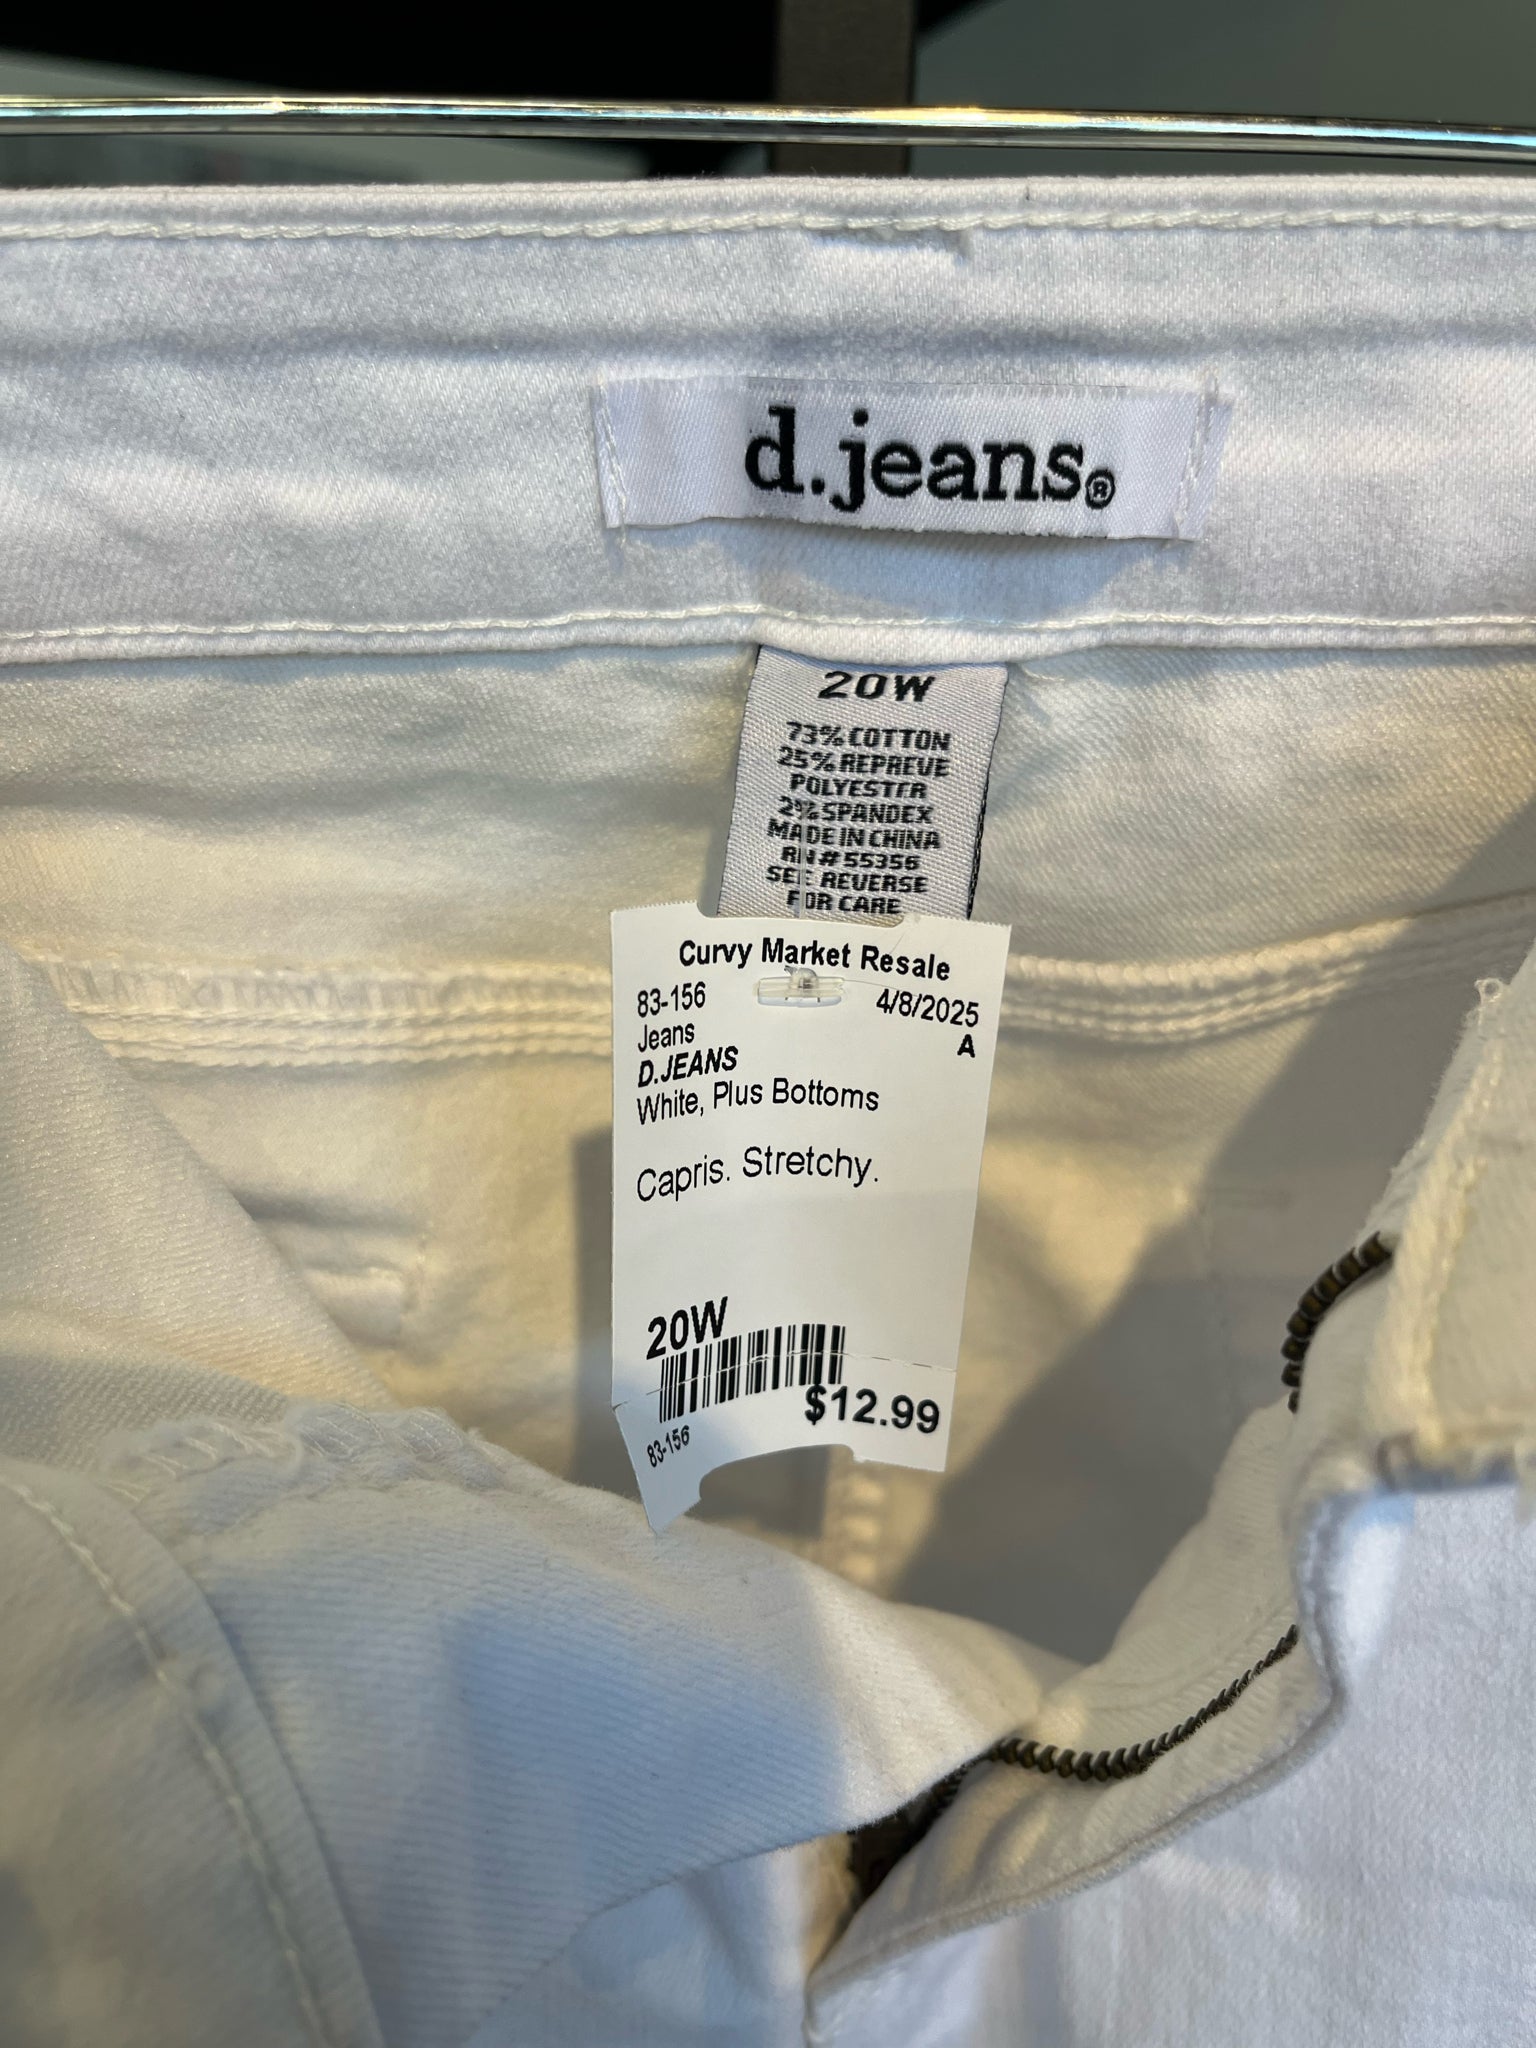 d.jeans®
20W
73% COTTON
25% REPREVE
POLYESTER
2% SPANDEX
MADE IN CHINA
RN # 55356
SEE REVERSE
FOR CARE
Curvy Market Resale
83-156 4/8/2025
Jeans A
D.JEANS
White, Plus Bottoms
Capris. Stretchy.
20W
$12.99
83-156